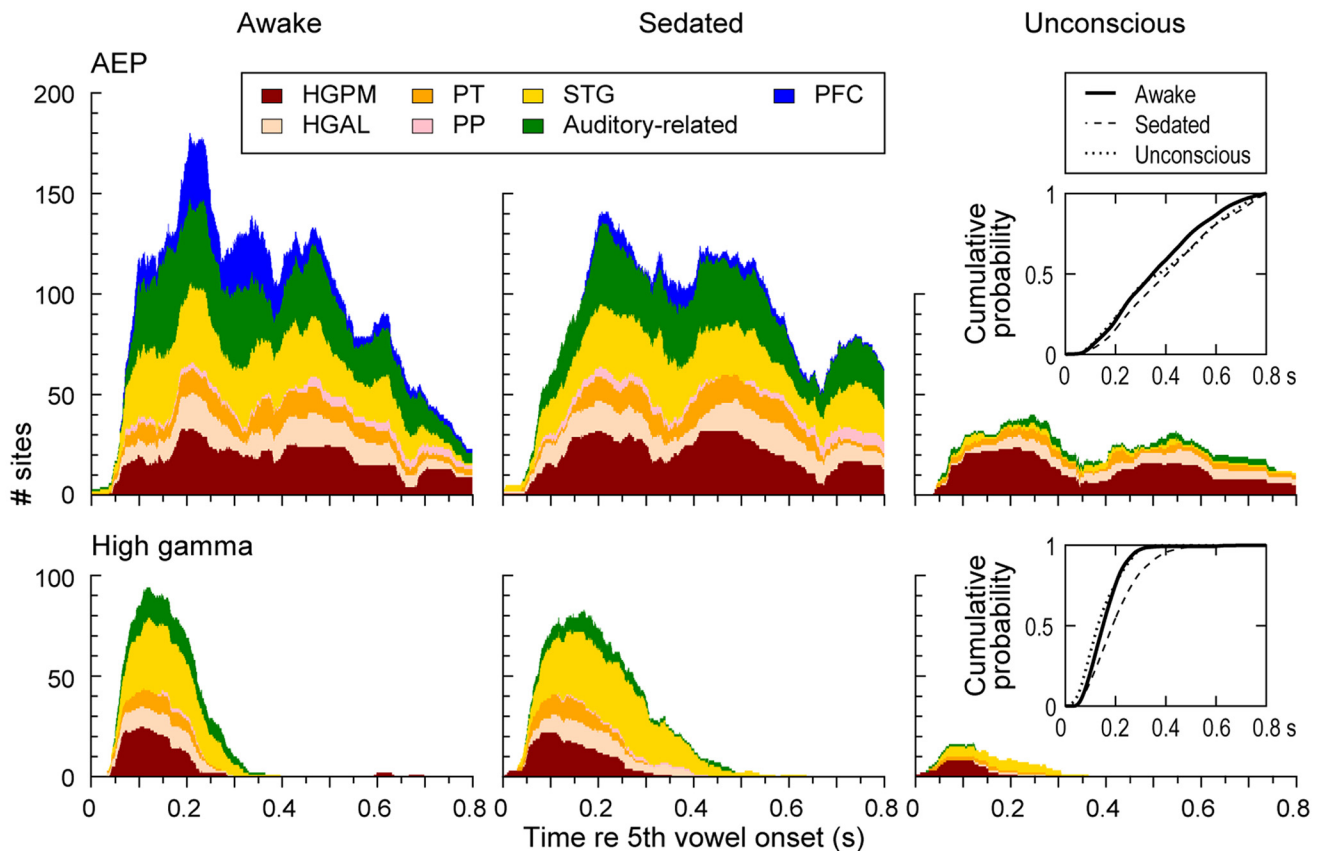 Awake Sedated Unconscious
AEP
HGPM PT STG PFC
HGAL PP Auditory-related
Awake
Sedated
Unconscious
200
150
100
50
0
# sites
Cumulative
probability
1
0.5
0
0 0.2 0.4 0.6 0.8 s
High gamma
100
50
0
Cumulative
probability
1
0.5
0
0 0.2 0.4 0.6 0.8 s
0 0.2 0.4 0.6 0.8 0 0.2 0.4 0.6 0.8 0 0.2 0.4 0.6 0.8
Time re 5th vowel onset (s)